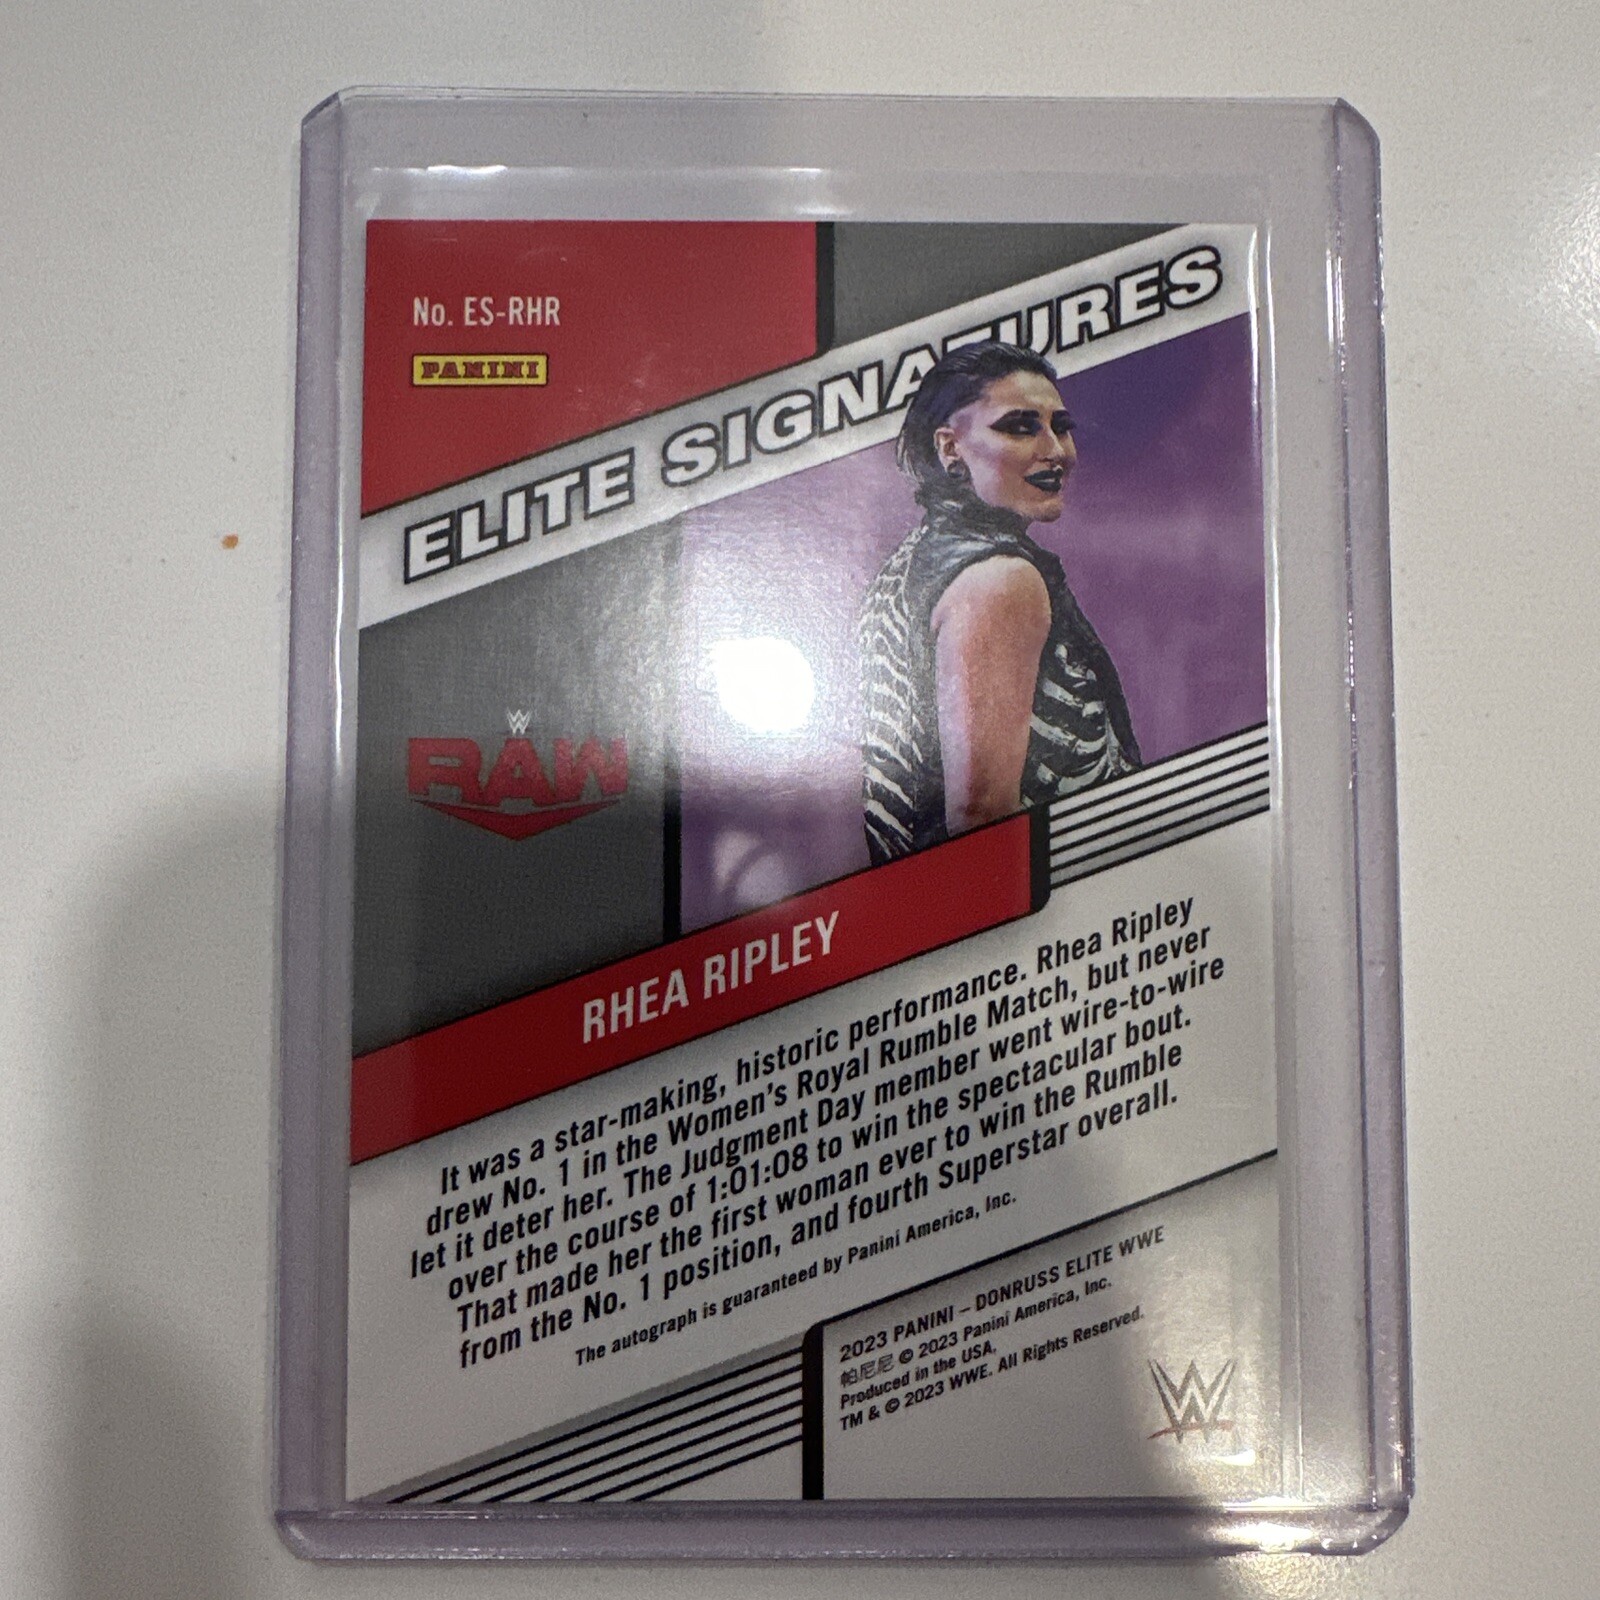 No. ES-RHR
PANINI
ELITE SIGNATURES
W
RAW
RHEA RIPLEY
It was a star-making, historic performance. Rhea Ripley
drew No. 1 in the Women's Royal Rumble Match, but never
let it deter her. The Judgment Day member went wire-to-wire
over the course of 1:01:08 to win the spectacular bout.
That made her the first woman ever to win the Rumble
from the No. 1 position, and fourth Superstar overall.
The autograph is guaranteed by Panini America, Inc.
2023 PANINI – DONRUSS ELITE WWE
帕尼尼 © 2023 Panini America, Inc.
Produced in the USA.
TM & © 2023 WWE. All Rights Reserved.
W